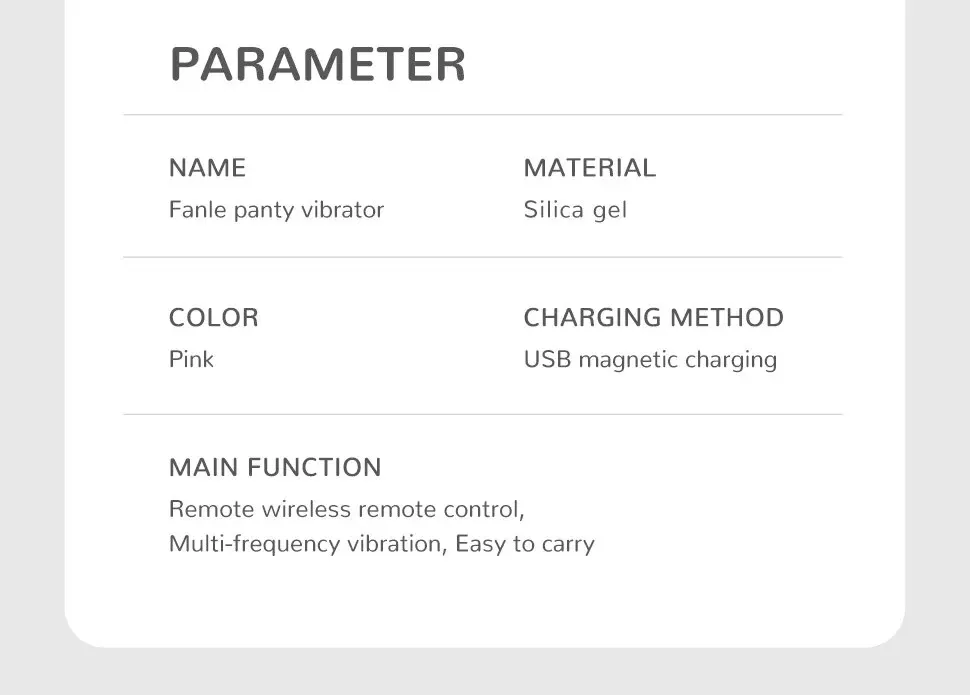 PARAMETER
NAME
Fanle panty vibrator
MATERIAL
Silica gel
COLOR
Pink
CHARGING METHOD
USB magnetic charging
MAIN FUNCTION
Remote wireless remote control,
Multi-frequency vibration, Easy to carry